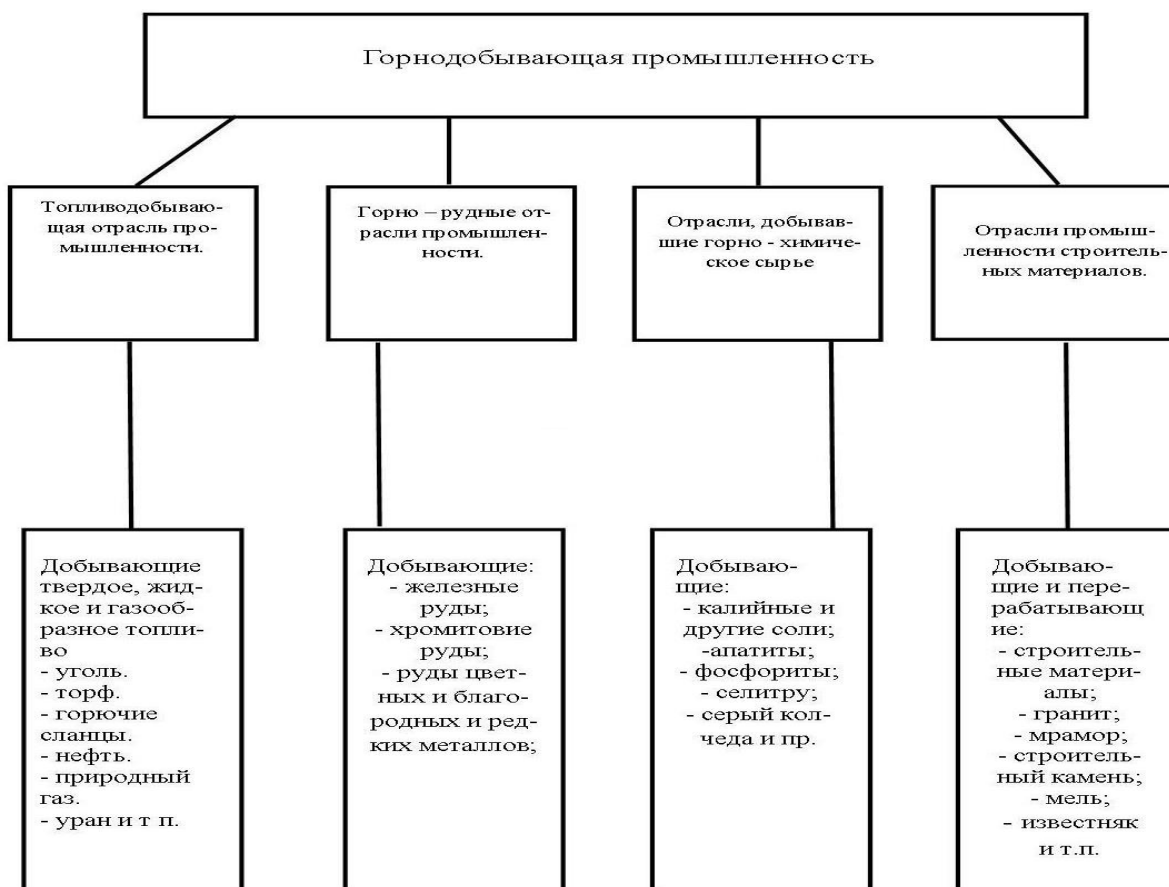 Горнодобывающая промышленность
Топливодобываю-
щая отрасль про-
мышленности.
Горно – рудные от-
расли промышлен-
ности.
Отрасли, добывав-
шие горно - химиче-
ское сырье
Отрасли промыш-
ленности строитель-
ных материалов.
Добывающие
твердое, жид-
кое и газооб-
разное топли-
во
- уголь.
- торф.
- горючие
сланцы.
- нефть.
- природный
газ.
- уран и т п.
Добывающие:
- железные
руды;
- хромитовие
руды;
- руды цвет-
ных и благо-
родных и ред-
ких металлов;
Добываю-
щие:
- калийные и
другие соли;
-апатиты;
- фосфориты;
- селитру;
- серый кол-
чеда и пр.
Добываю-
щие и пере-
рабатывающ
ие:
- строитель-
ные матери-
алы;
- гранит;
- мрамор;
- строитель-
ный камень;
- мель;
- известняк
и т.п.